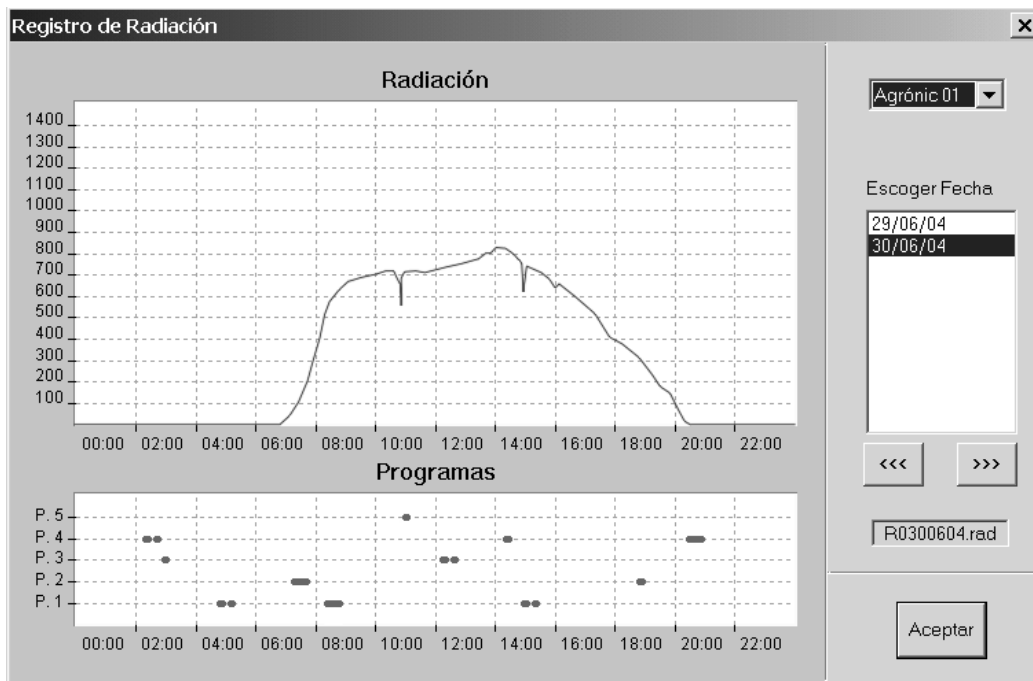 Registro de Radiación
Radiación
1400
1300
1200
1100
1000
900
800
700
600
500
400
300
200
100
00:00 02:00 04:00 06:00 08:00 10:00 12:00 14:00 16:00 18:00 20:00 22:00
Programas
P. 5
P. 4
P. 3
P. 2
P. 1
00:00 02:00 04:00 06:00 08:00 10:00 12:00 14:00 16:00 18:00 20:00 22:00
Agrónic 01
Escoger Fecha
29/06/04
30/06/04
<<< >>>
R0300604.rad
Aceptar